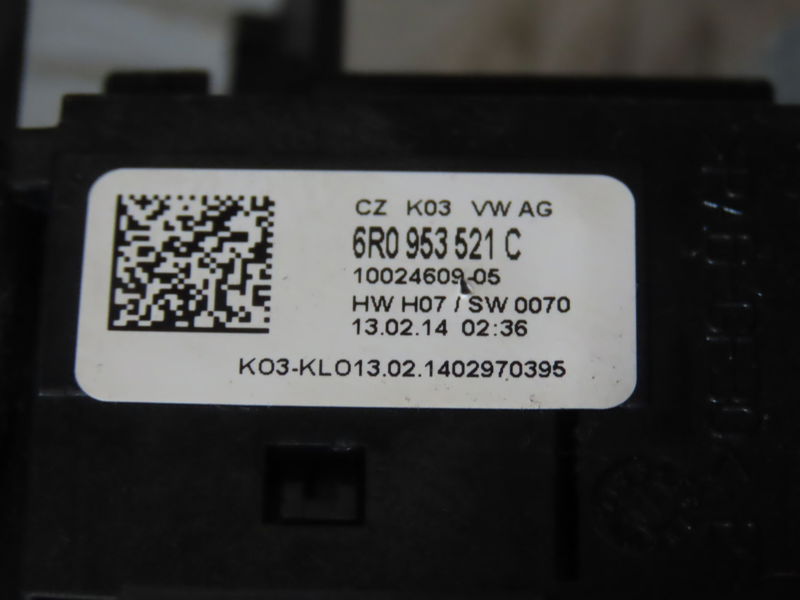 CZ K03 VW AG
6R0 953 521 C
10024609-05
HW H07 / SW 0070
13.02.14 02:36
KO3-KLO13.02.1402970395